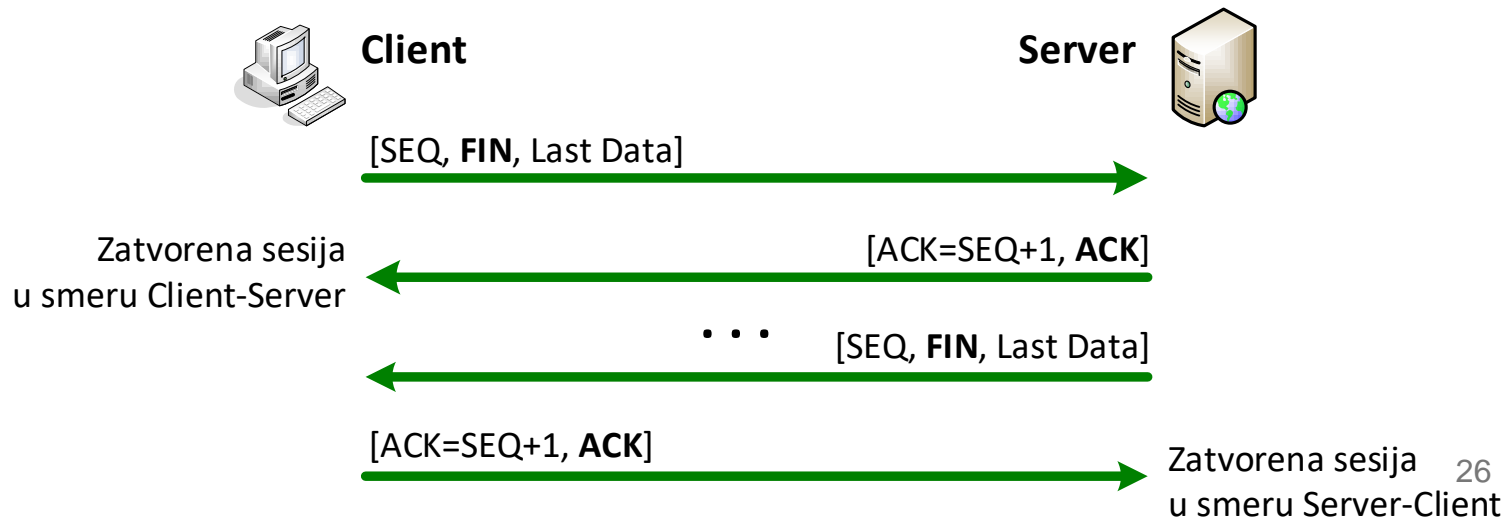 Client
Server
[SEQ, FIN, Last Data]
Zatvorena sesija
u smeru Client-Server
[ACK=SEQ+1, ACK]
. . .
[SEQ, FIN, Last Data]
[ACK=SEQ+1, ACK]
Zatvorena sesija
u smeru Server-Client
26